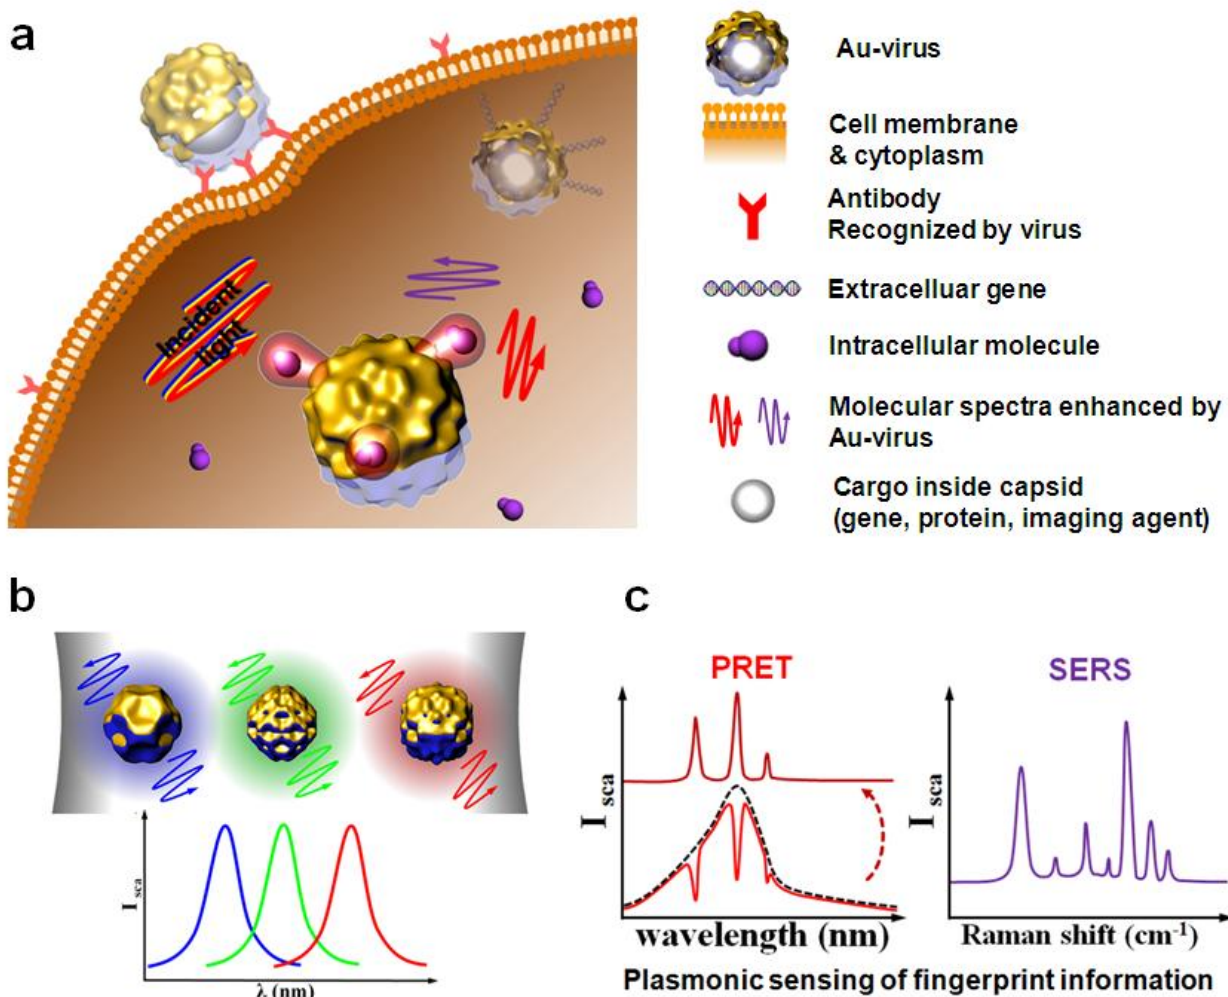 a
Au-virus
Cell membrane
& cytoplasm
Antibody
Recognized by virus
Extracelluar gene
Intracellular molecule
Molecular spectra enhanced by
Au-virus
Cargo inside capsid
(gene, protein, imaging agent)
Incident
light
b
I sca
λ (nm)
c
PRET
I sca
wavelength (nm)
SERS
I sca
Raman shift (cm⁻¹)
Plasmonic sensing of fingerprint information